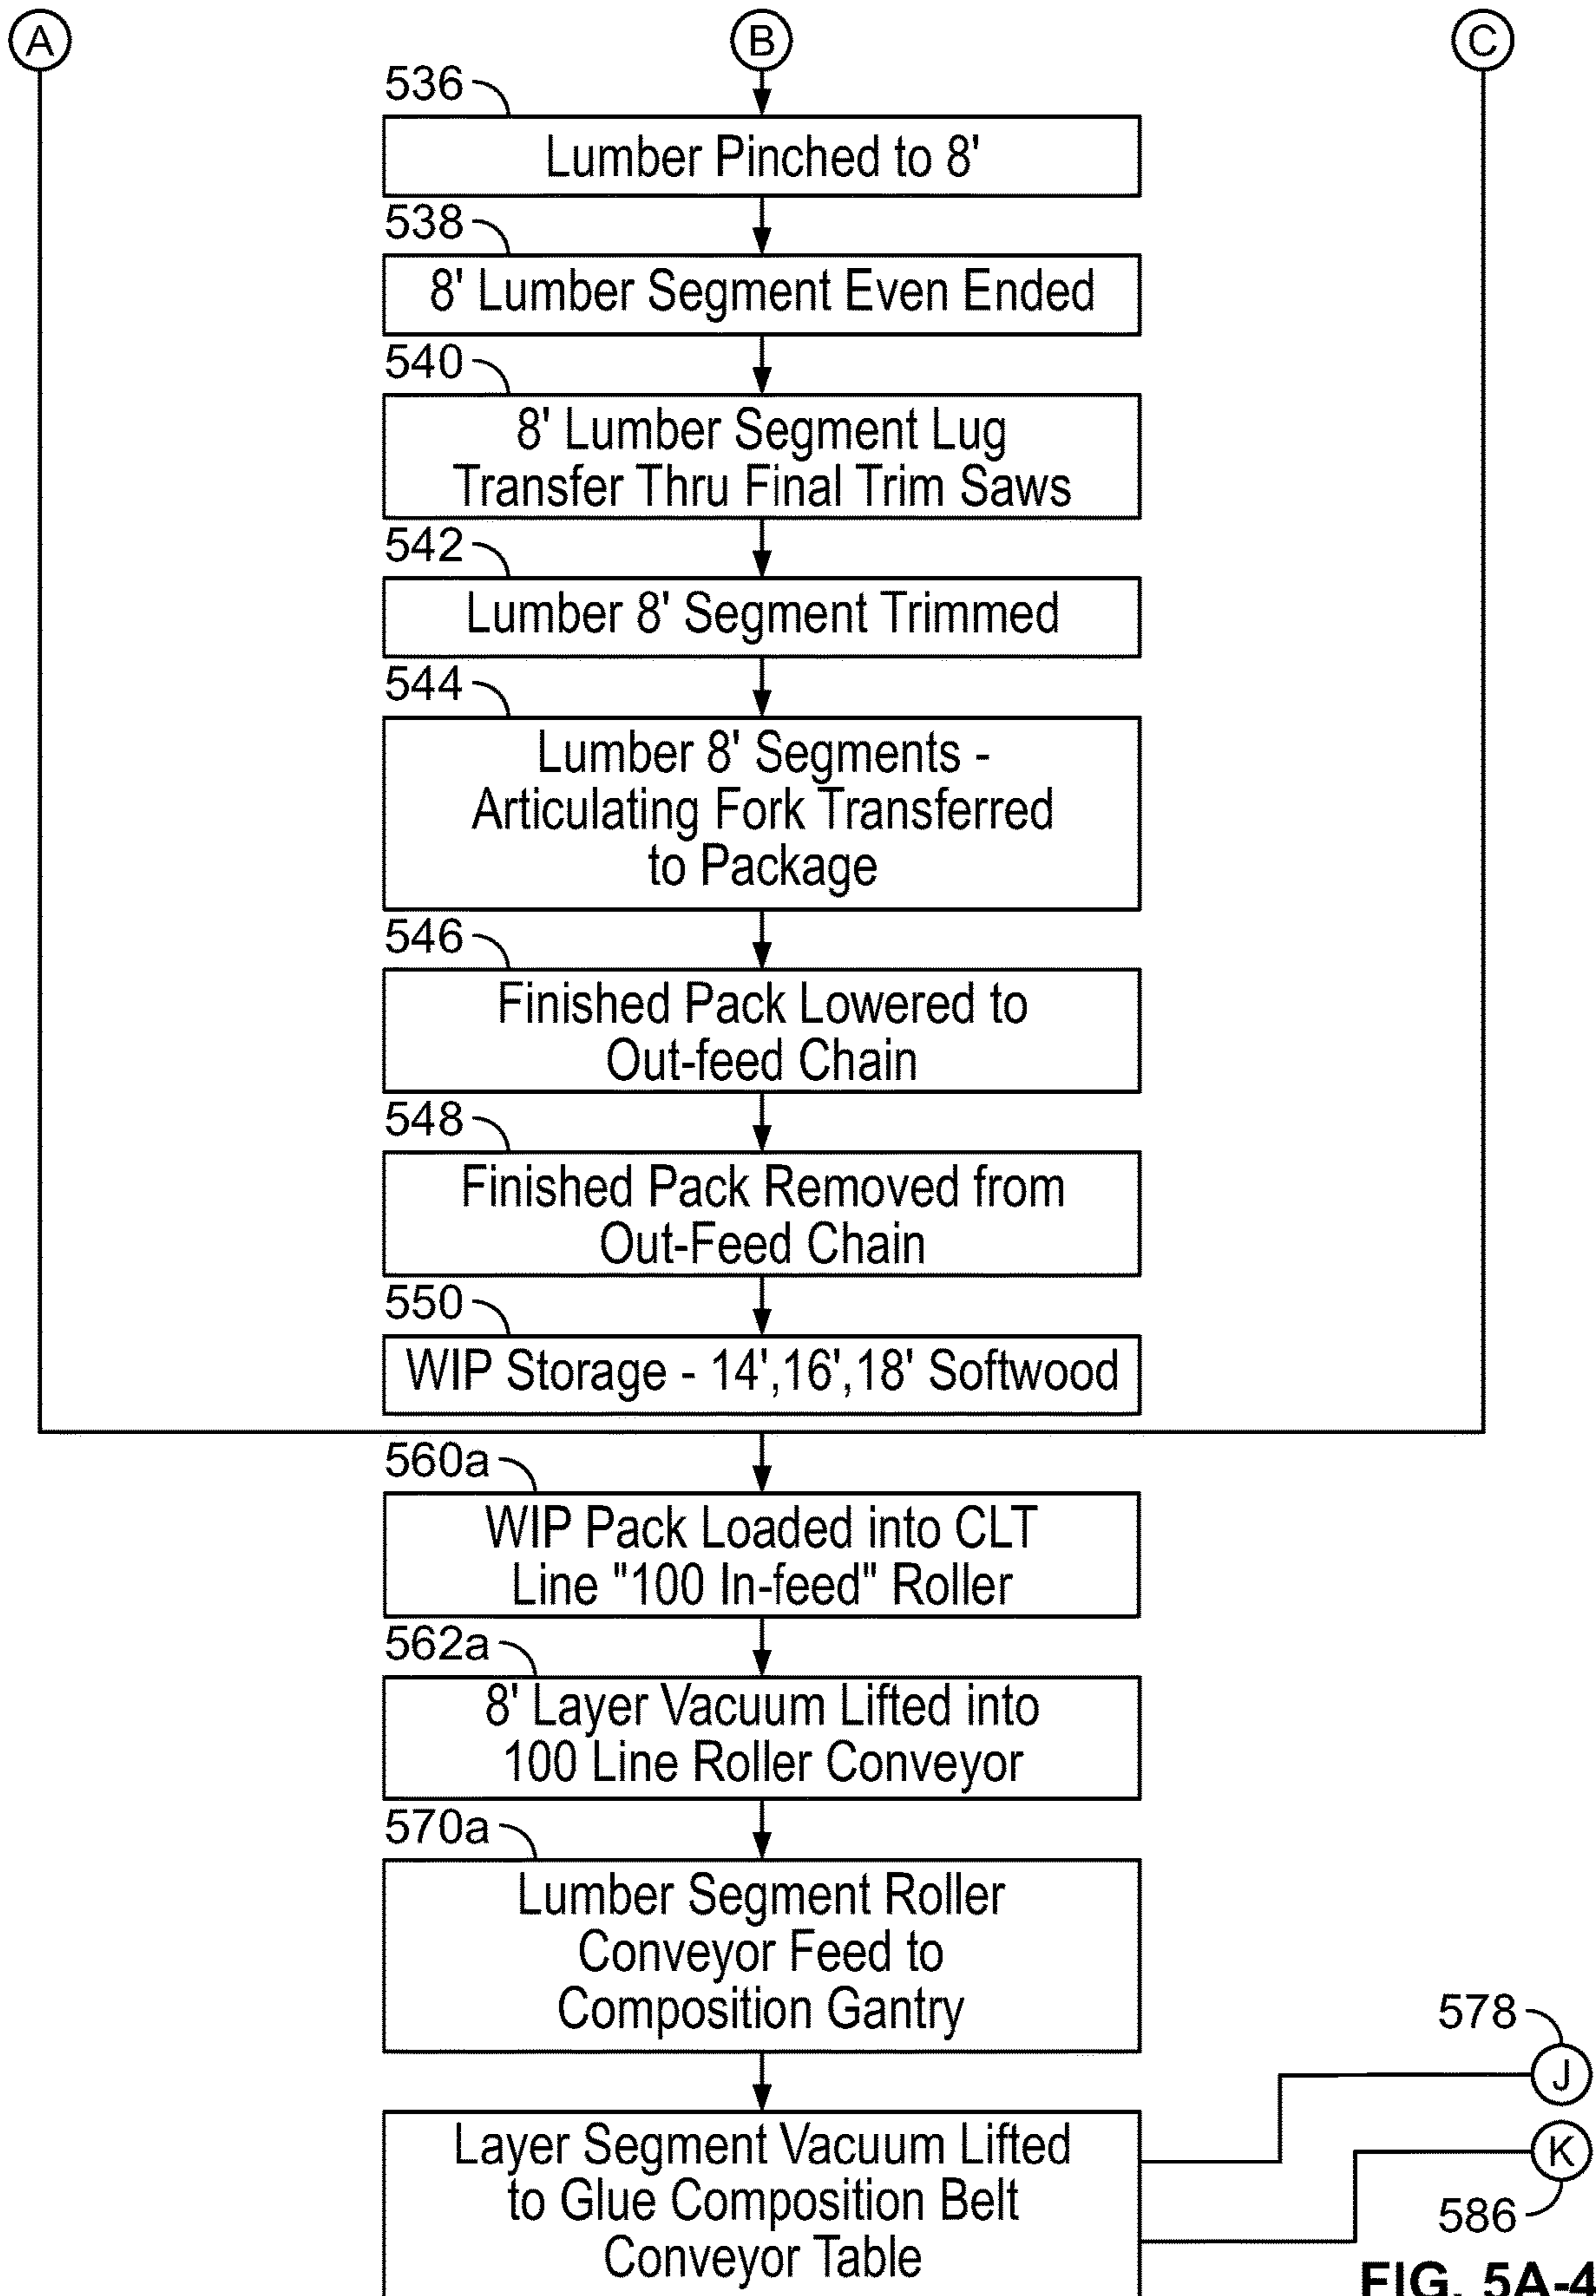 A
B
C
536
Lumber Pinched to 8'
538
8' Lumber Segment Even Ended
540
8' Lumber Segment Lug
Transfer Thru Final Trim Saws
542
Lumber 8' Segment Trimmed
544
Lumber 8' Segments -
Articulating Fork Transferred
to Package
546
Finished Pack Lowered to
Out-feed Chain
548
Finished Pack Removed from
Out-Feed Chain
550
WIP Storage - 14',16',18' Softwood
560a
WIP Pack Loaded into CLT
Line "100 In-feed" Roller
562a
8' Layer Vacuum Lifted into
100 Line Roller Conveyor
570a
Lumber Segment Roller
Conveyor Feed to
Composition Gantry
578
J
Layer Segment Vacuum Lifted
to Glue Composition Belt
Conveyor Table
K
586
FIG. 5A-4